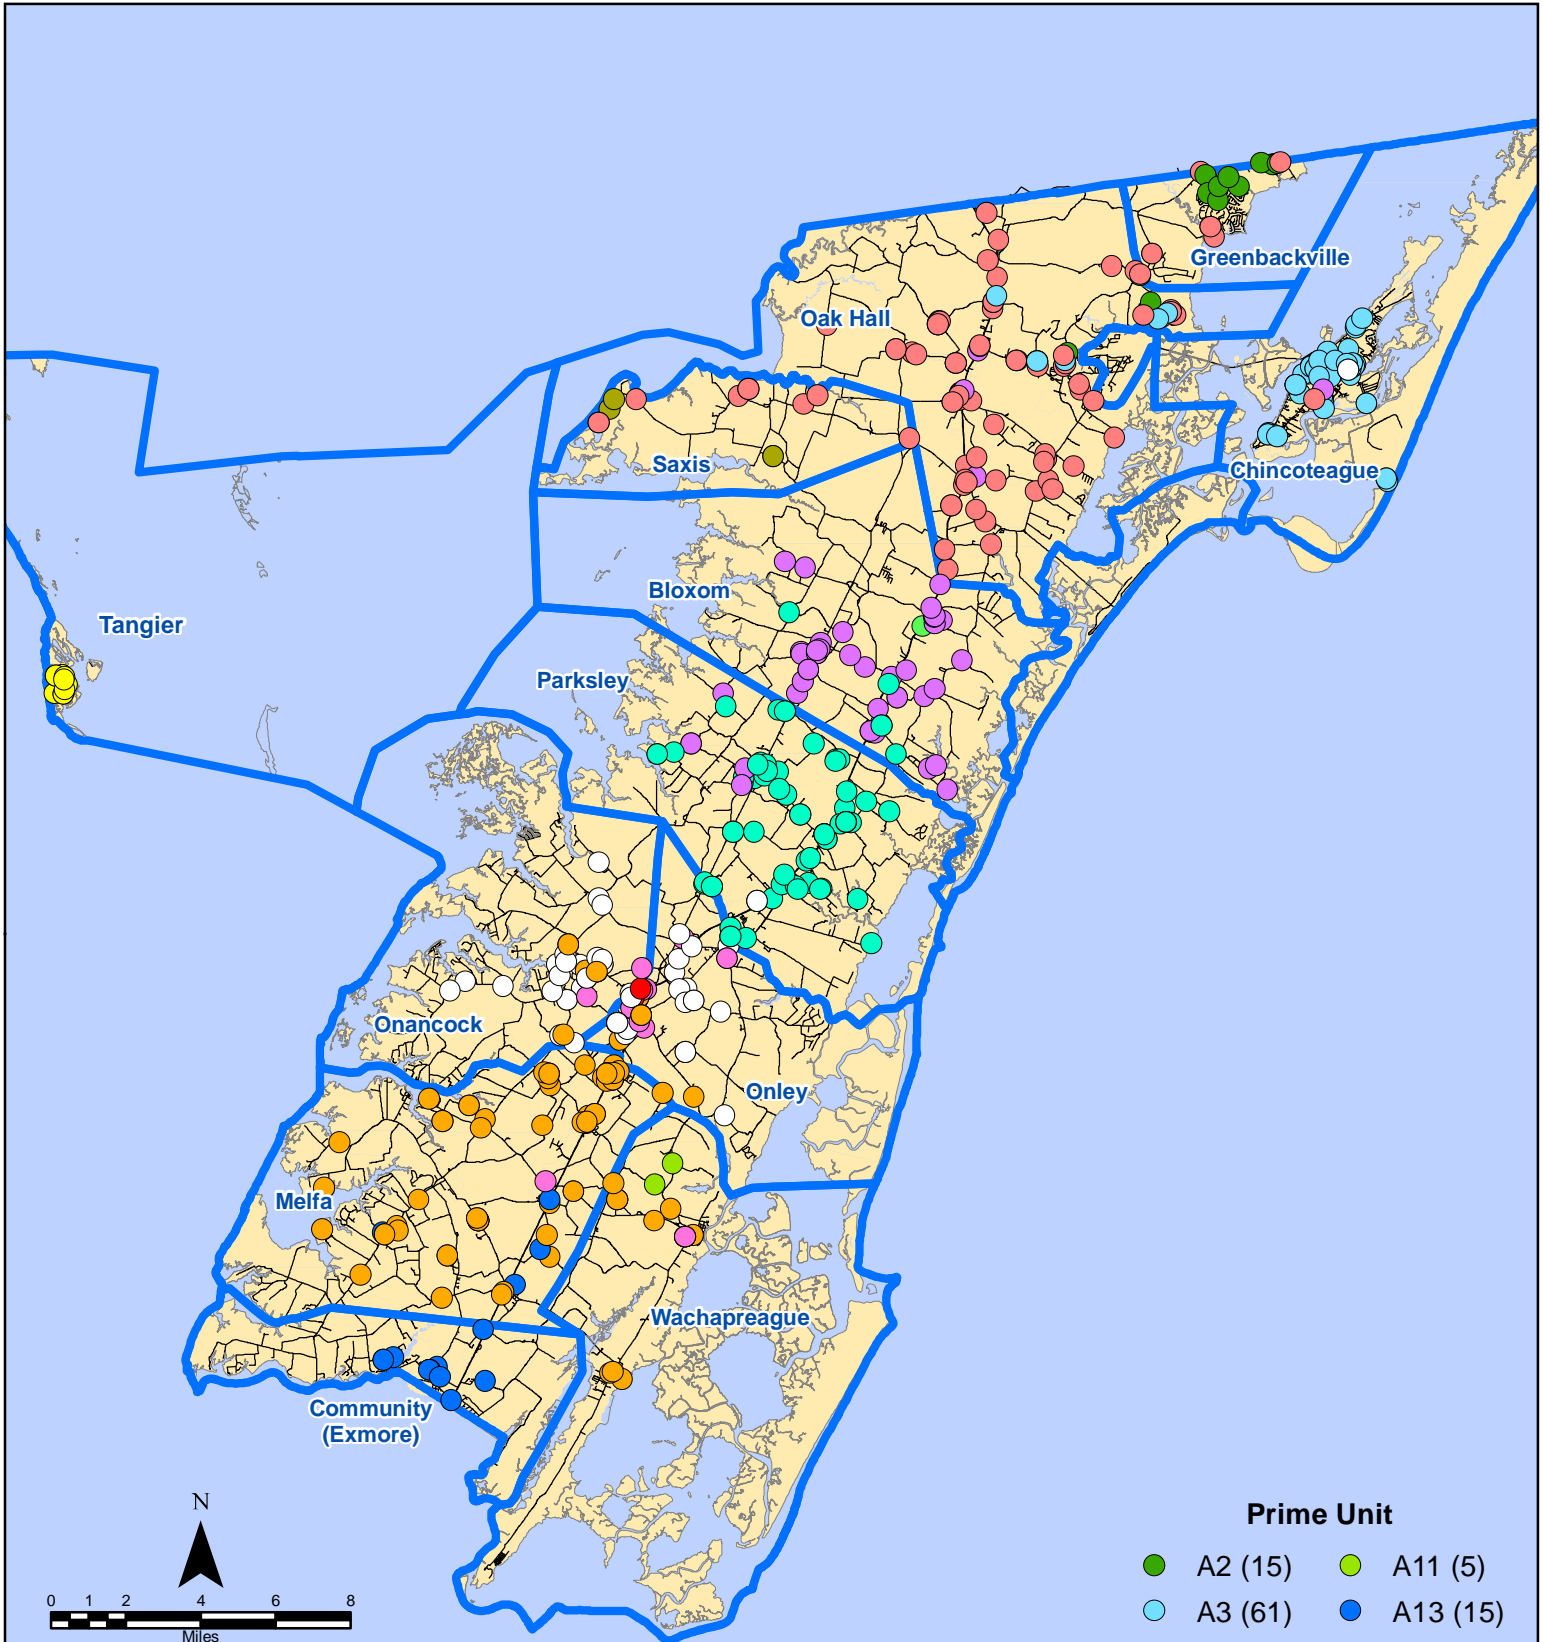 Greenbackville
Oak Hall
Saxis
Chincoteague
Bloxom
Tangier
Parksley
Onancock
Onley
Melfa
Wachapreague
Community
(Exmore)
N
0 1 2 4 6 8
Miles
Prime Unit
A2 (15) A11 (5)
A3 (61) A13 (15)